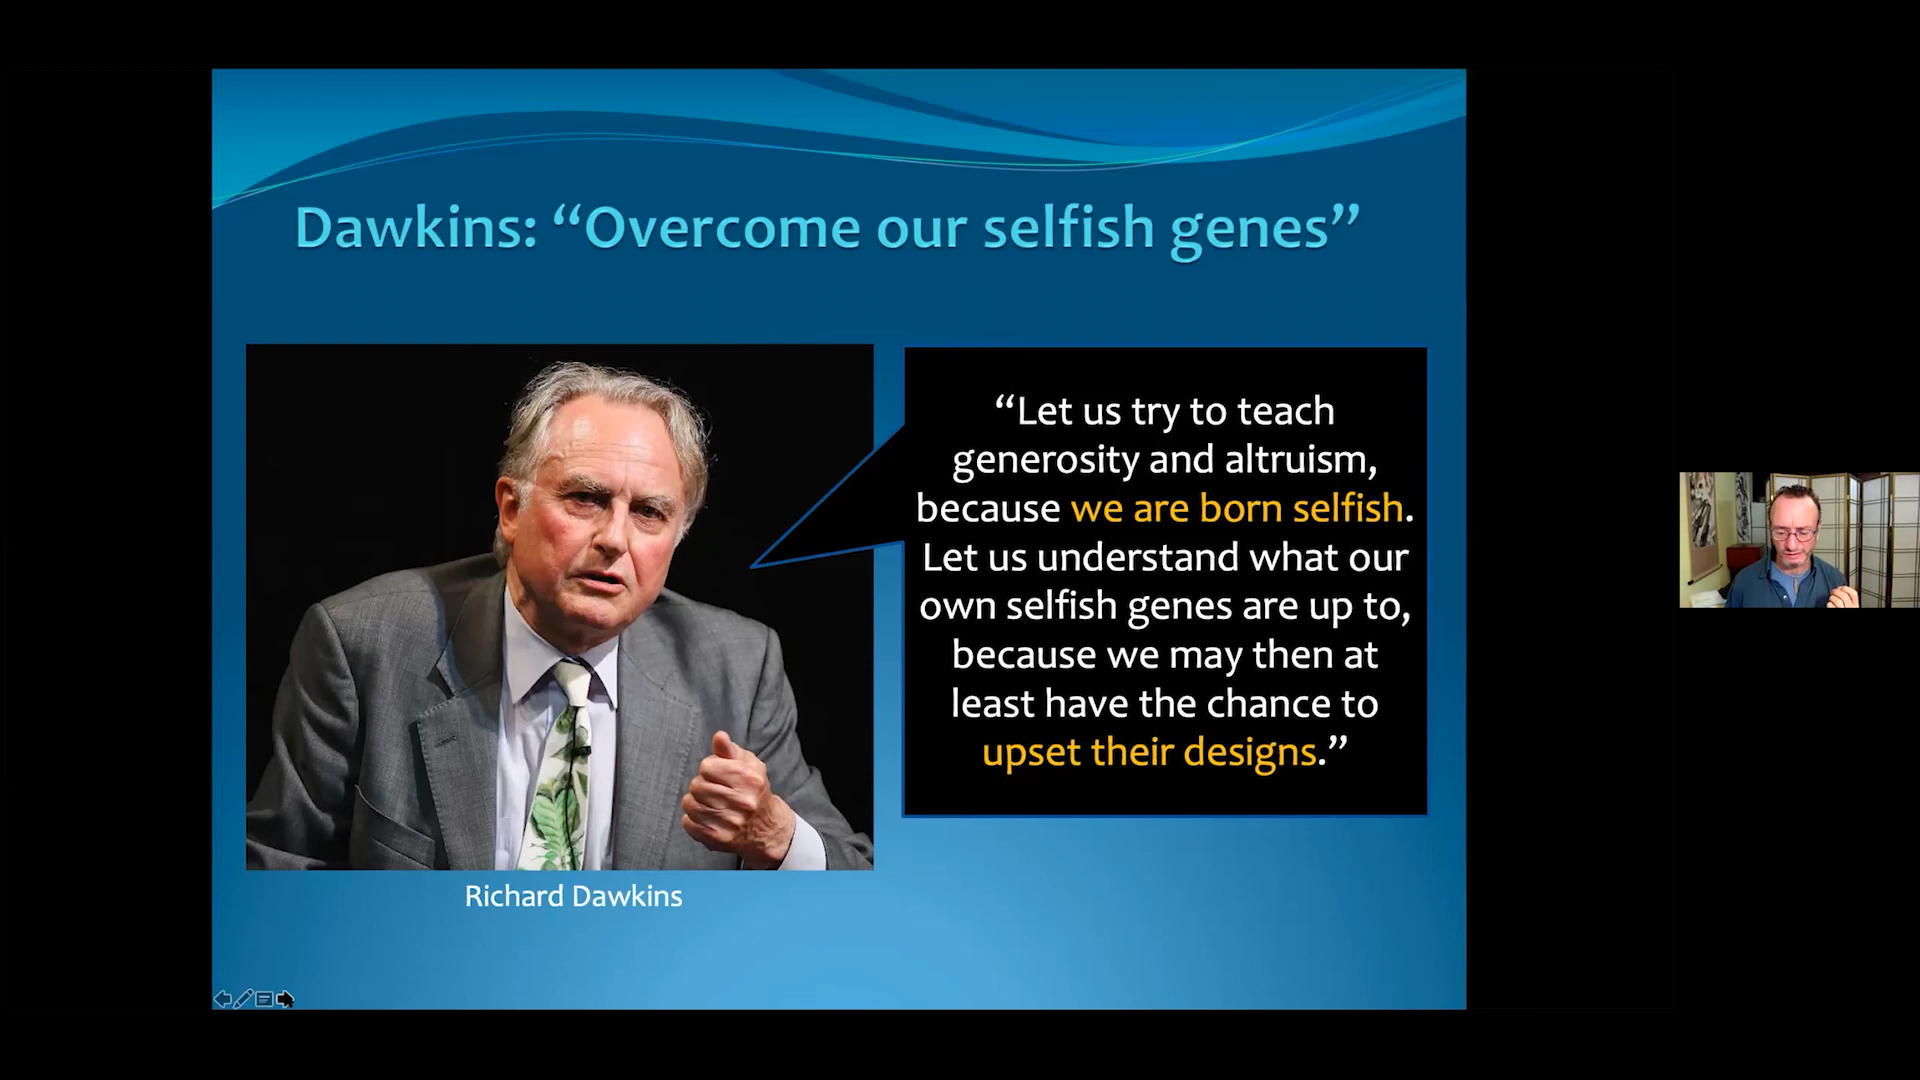 Dawkins: “Overcome our selfish genes”
“Let us try to teach
generosity and altruism,
because we are born selfish.
Let us understand what our
own selfish genes are up to,
because we may then at
least have the chance to
upset their designs.”
Richard Dawkins